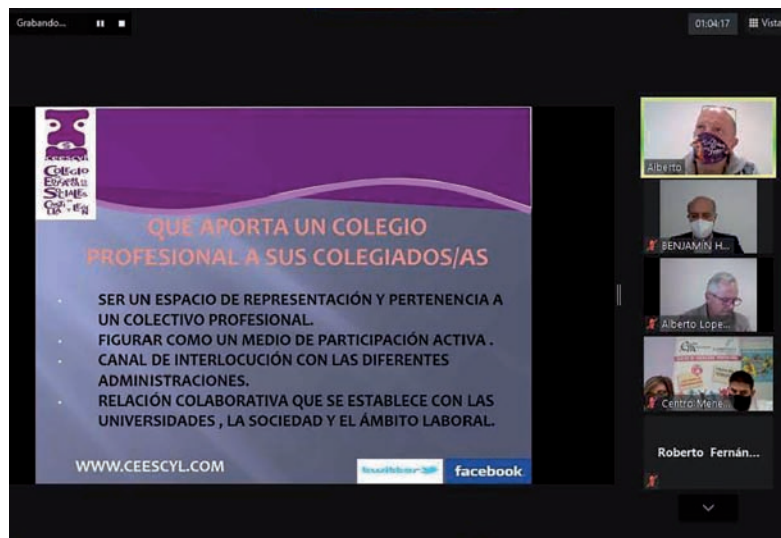 Grabando...
01:04:17
Vista
CEESCYL
QUE APORTA UN COLEGIO
PROFESIONAL A SUS COLEGIADOS/AS
SER UN ESPACIO DE REPRESENTACIÓN Y PERTENENCIA A
UN COLECTIVO PROFESIONAL.
FIGURAR COMO UN MEDIO DE PARTICIPACIÓN ACTIVA .
CANAL DE INTERLOCUCIÓN CON LAS DIFERENTES
ADMINISTRACIONES.
RELACIÓN COLABORATIVA QUE SE ESTABLECE CON LAS
UNIVERSIDADES , LA SOCIEDAD Y EL ÁMBITO LABORAL.
WWW.CEESCYL.COM
twitter
facebook
Alberto
BENJAMÍN H...
Alberto Lope...
Centro Mene...
Roberto Fernán...